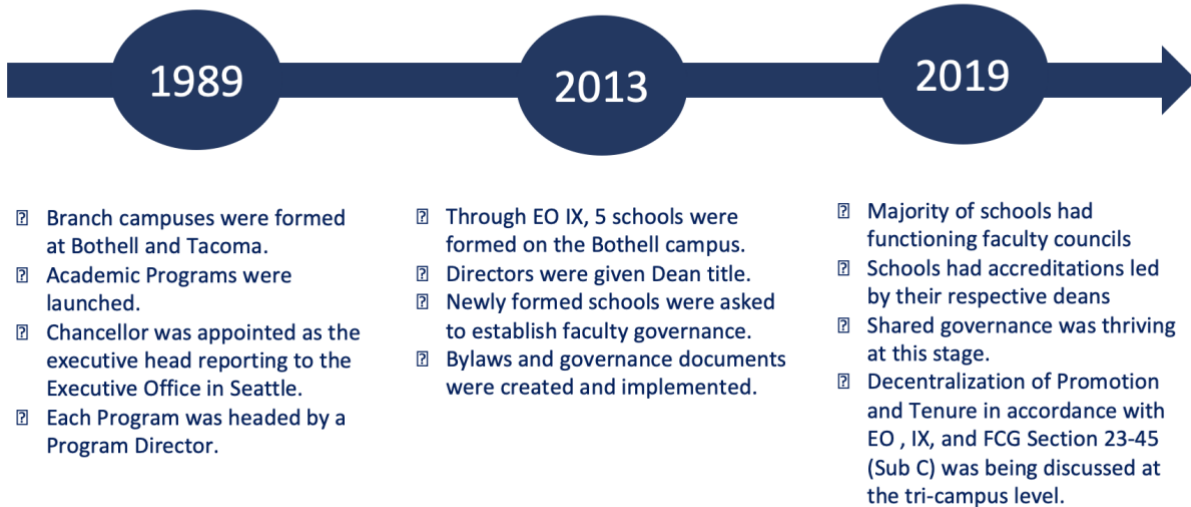 1989
2013
2019
⍰ Branch campuses were formed
at Bothell and Tacoma.
⍰ Academic Programs were
launched.
⍰ Chancellor was appointed as the
executive head reporting to the
Executive Office in Seattle.
⍰ Each Program was headed by a
Program Director.
⍰ Through EO IX, 5 schools were
formed on the Bothell campus.
⍰ Directors were given Dean title.
⍰ Newly formed schools were asked
to establish faculty governance.
⍰ Bylaws and governance documents
were created and implemented.
⍰ Majority of schools had
functioning faculty councils
⍰ Schools had accreditations led
by their respective deans
⍰ Shared governance was thriving
at this stage.
⍰ Decentralization of Promotion
and Tenure in accordance with
EO , IX, and FCG Section 23-45
(Sub C) was being discussed at
the tri-campus level.